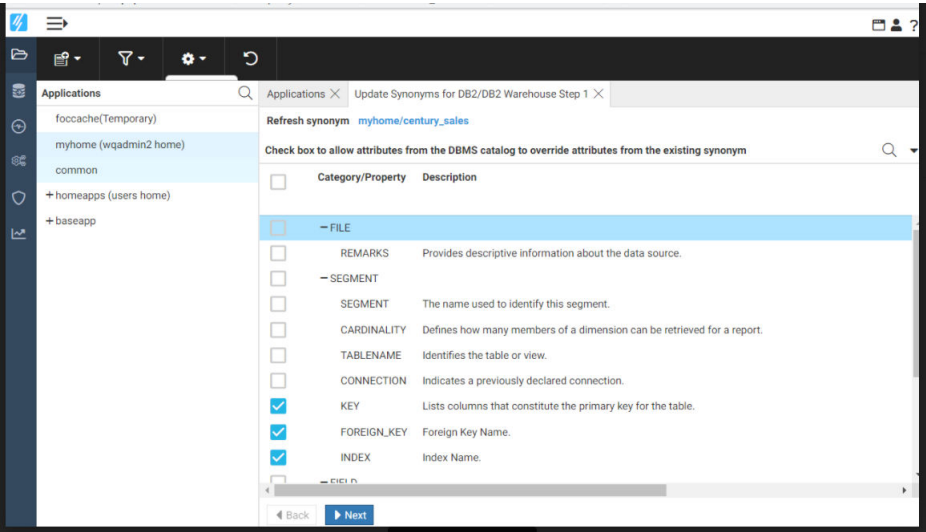 ?
Applications
Applications
Update Synonyms for DB2/DB2 Warehouse Step 1
foccache(Temporary)
Refresh synonym myhome/century_sales
myhome (wqadmin2 home)
Check box to allow attributes from the DBMS catalog to override attributes from the existing synonym
common
Category/Property Description
+ homeapps (users home)
+ baseapp
− FILE
REMARKS Provides descriptive information about the data source.
− SEGMENT
SEGMENT The name used to identify this segment.
CARDINALITY Defines how many members of a dimension can be retrieved for a report.
TABLENAME Identifies the table or view.
CONNECTION Indicates a previously declared connection.
KEY Lists columns that constitute the primary key for the table.
FOREIGN_KEY Foreign Key Name.
INDEX Index Name.
− FIELD
Back
Next